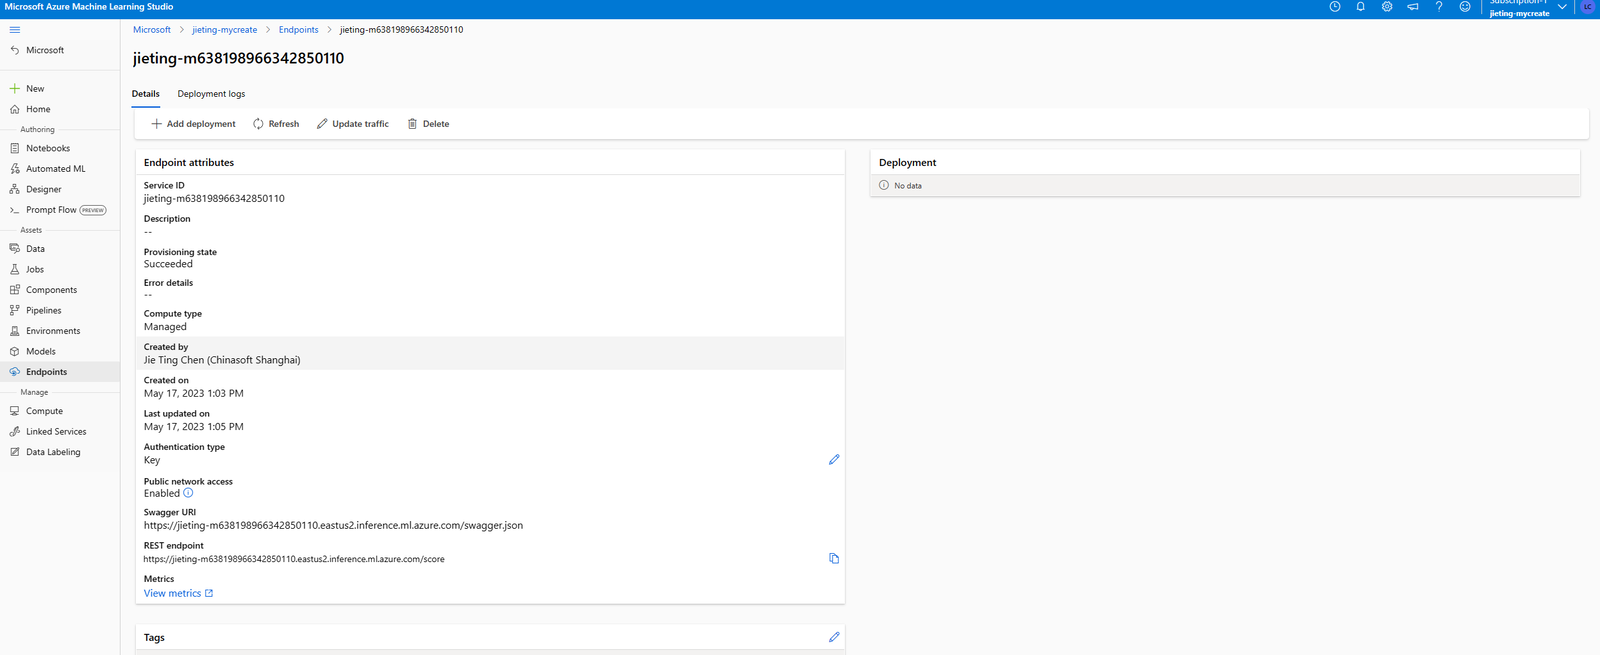 Microsoft Azure Machine Learning Studio
Subscription-1
jieting-mycreate
LC
Microsoft
New
Home
Authoring
Notebooks
Automated ML
Designer
Prompt Flow PREVIEW
Assets
Data
Jobs
Components
Pipelines
Environments
Models
Endpoints
Manage
Compute
Linked Services
Data Labeling
Microsoft > jieting-mycreate > Endpoints > jieting-m638198966342850110
jieting-m638198966342850110
Details Deployment logs
Add deployment Refresh Update traffic Delete
Endpoint attributes
Service ID
jieting-m638198966342850110
Description
--
Provisioning state
Succeeded
Error details
--
Compute type
Managed
Created by
Jie Ting Chen (Chinasoft Shanghai)
Created on
May 17, 2023 1:03 PM
Last updated on
May 17, 2023 1:05 PM
Authentication type
Key
Public network access
Enabled
Swagger URI
https://jieting-m638198966342850110.eastus2.inference.ml.azure.com/swagger.json
REST endpoint
https://jieting-m638198966342850110.eastus2.inference.ml.azure.com/score
Metrics
View metrics
Tags
Deployment
No data